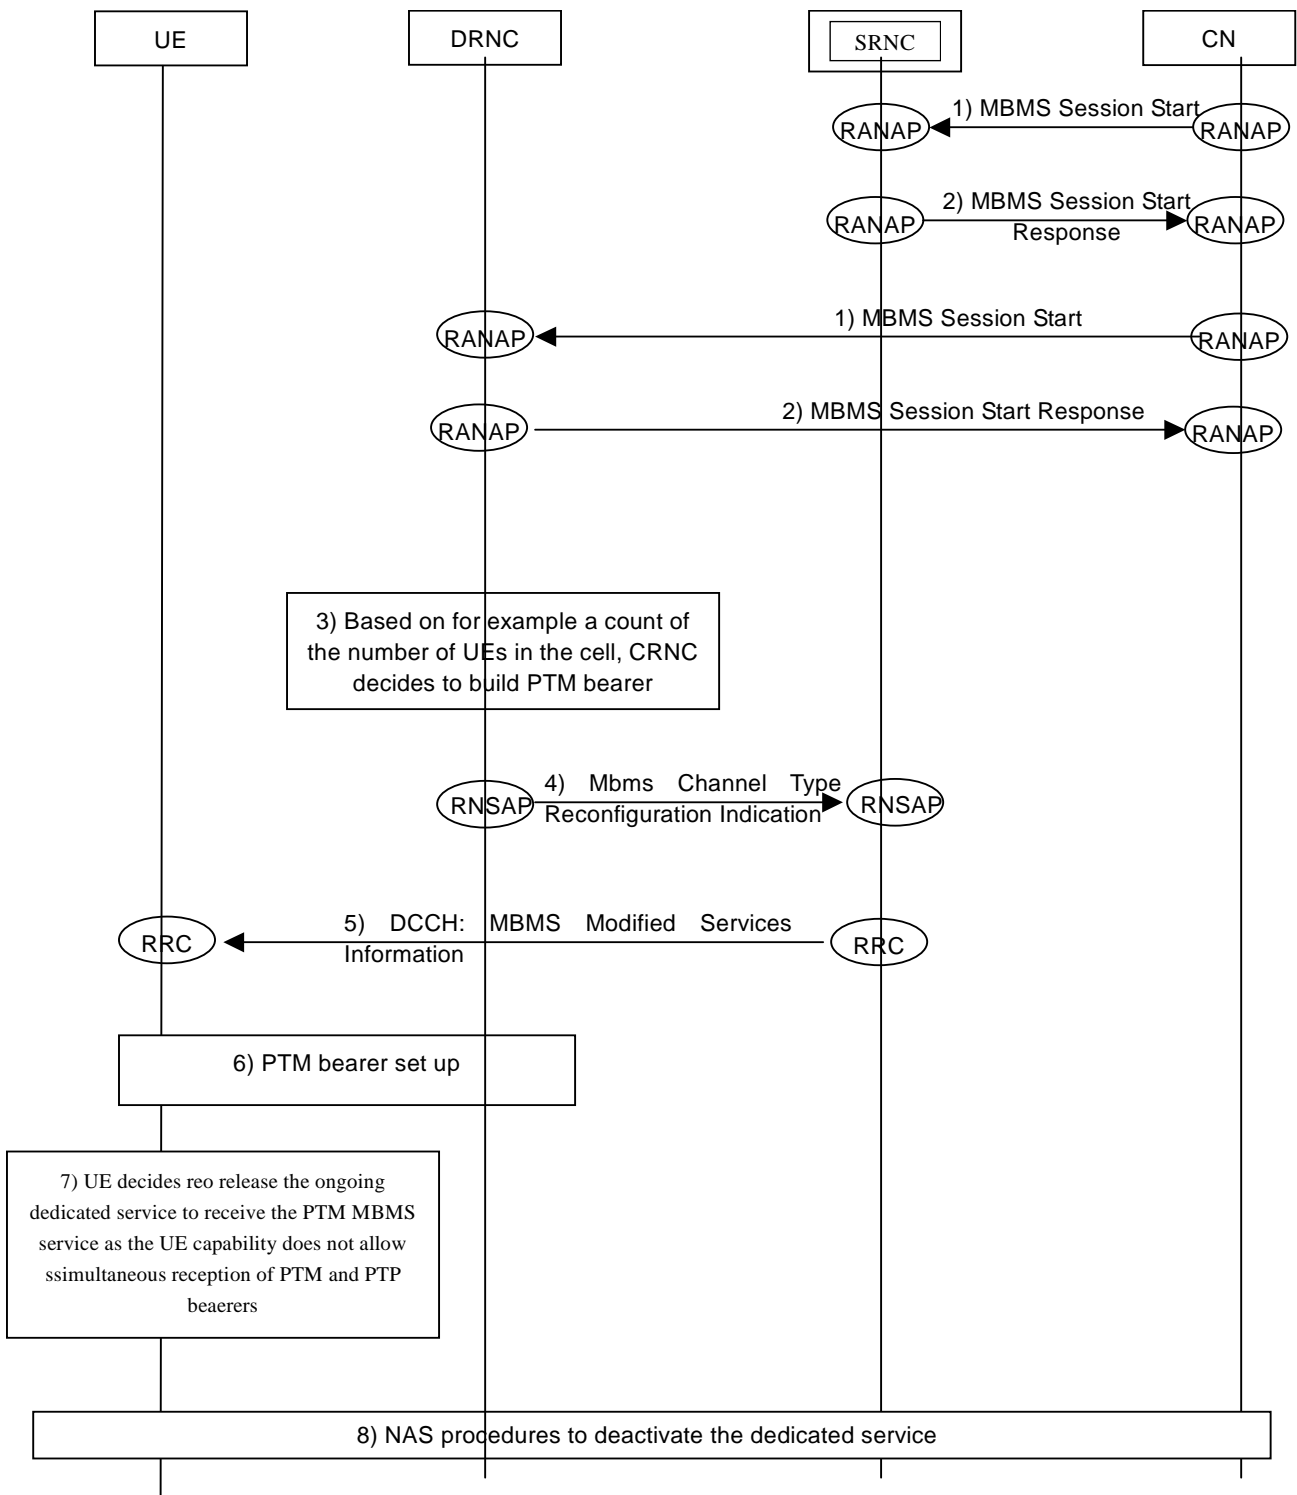 UE
DRNC
SRNC
CN
1) MBMS Session Start
RANAP
RANAP
2) MBMS Session Start
Response
RANAP
RANAP
1) MBMS Session Start
RANAP
RANAP
2) MBMS Session Start Response
RANAP
RANAP
3) Based on for example a count of
the number of UEs in the cell, CRNC
decides to build PTM bearer
4) Mbms Channel Type
Reconfiguration Indication
RNSAP
RNSAP
5) DCCH: MBMS Modified Services
Information
RRC
RRC
6) PTM bearer set up
7) UE decides reo release the ongoing
dedicated service to receive the PTM MBMS
service as the UE capability does not allow
ssimultaneous reception of PTM and PTP
beaerers
8) NAS procedures to deactivate the dedicated service